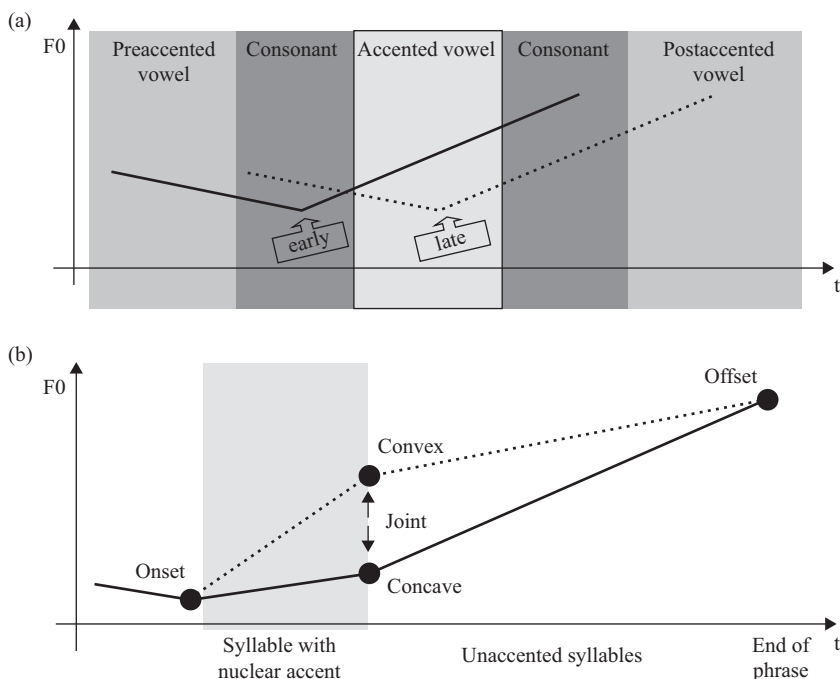 (a)
F0
Preaccented
vowel
Consonant
Accented vowel
Consonant
Postaccented
vowel
early
late
t
(b)
F0
Offset
Convex
Joint
Onset
Concave
t
Syllable with
nuclear accent
Unaccented syllables
End of
phrase